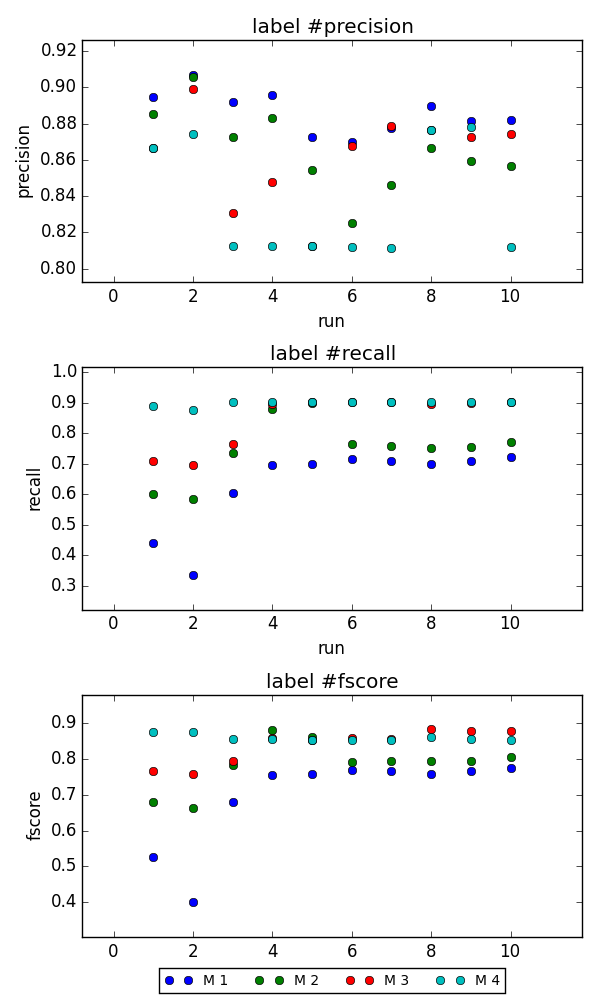 label #precision
0.92
0.90
0.88
0.86
0.84
0.82
0.80
precision
0 2 4 6 8 10
run
label #recall
1.0
0.9
0.8
0.7
0.6
0.5
0.4
0.3
recall
0 2 4 6 8 10
run
label #fscore
0.9
0.8
0.7
0.6
0.5
0.4
fscore
0 2 4 6 8 10
M 1 M 2 M 3 M 4